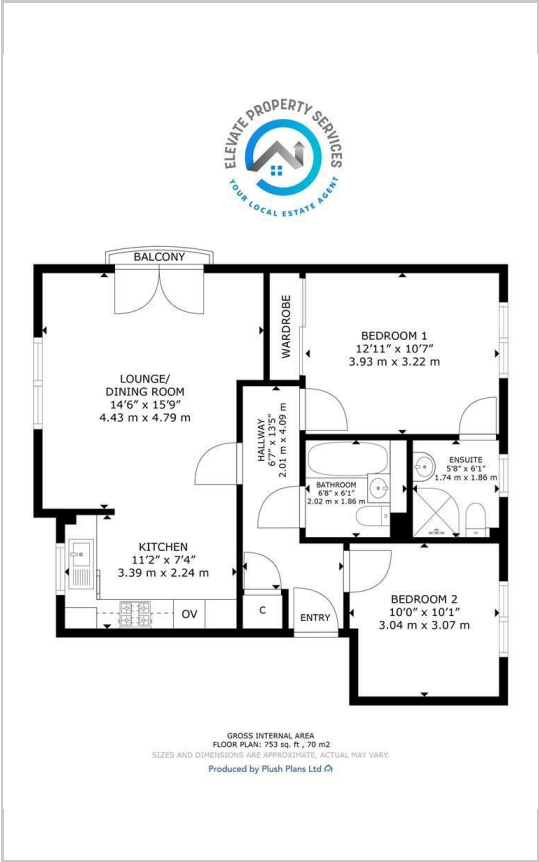 ELEVATE PROPERTY SERVICES
YOUR LOCAL ESTATE AGENT
BALCONY
WARDROBE
BEDROOM 1
12'11" x 10'7"
3.93 m x 3.22 m
LOUNGE/
DINING ROOM
14'6" x 15'9"
4.43 m x 4.79 m
HALLWAY
6'7" x 13'5"
2.01 m x 4.09 m
BATHROOM
6'8" x 6'1"
2.02 m x 1.86 m
ENSUITE
5'8" x 6'1"
1.74 m x 1.86 m
KITCHEN
11'2" x 7'4"
3.39 m x 2.24 m
OV
C
ENTRY
BEDROOM 2
10'0" x 10'1"
3.04 m x 3.07 m
GROSS INTERNAL AREA
FLOOR PLAN: 753 sq. ft , 70 m2
SIZES AND DIMENSIONS ARE APPROXIMATE, ACTUAL MAY VARY.
Produced by Plush Plans Ltd